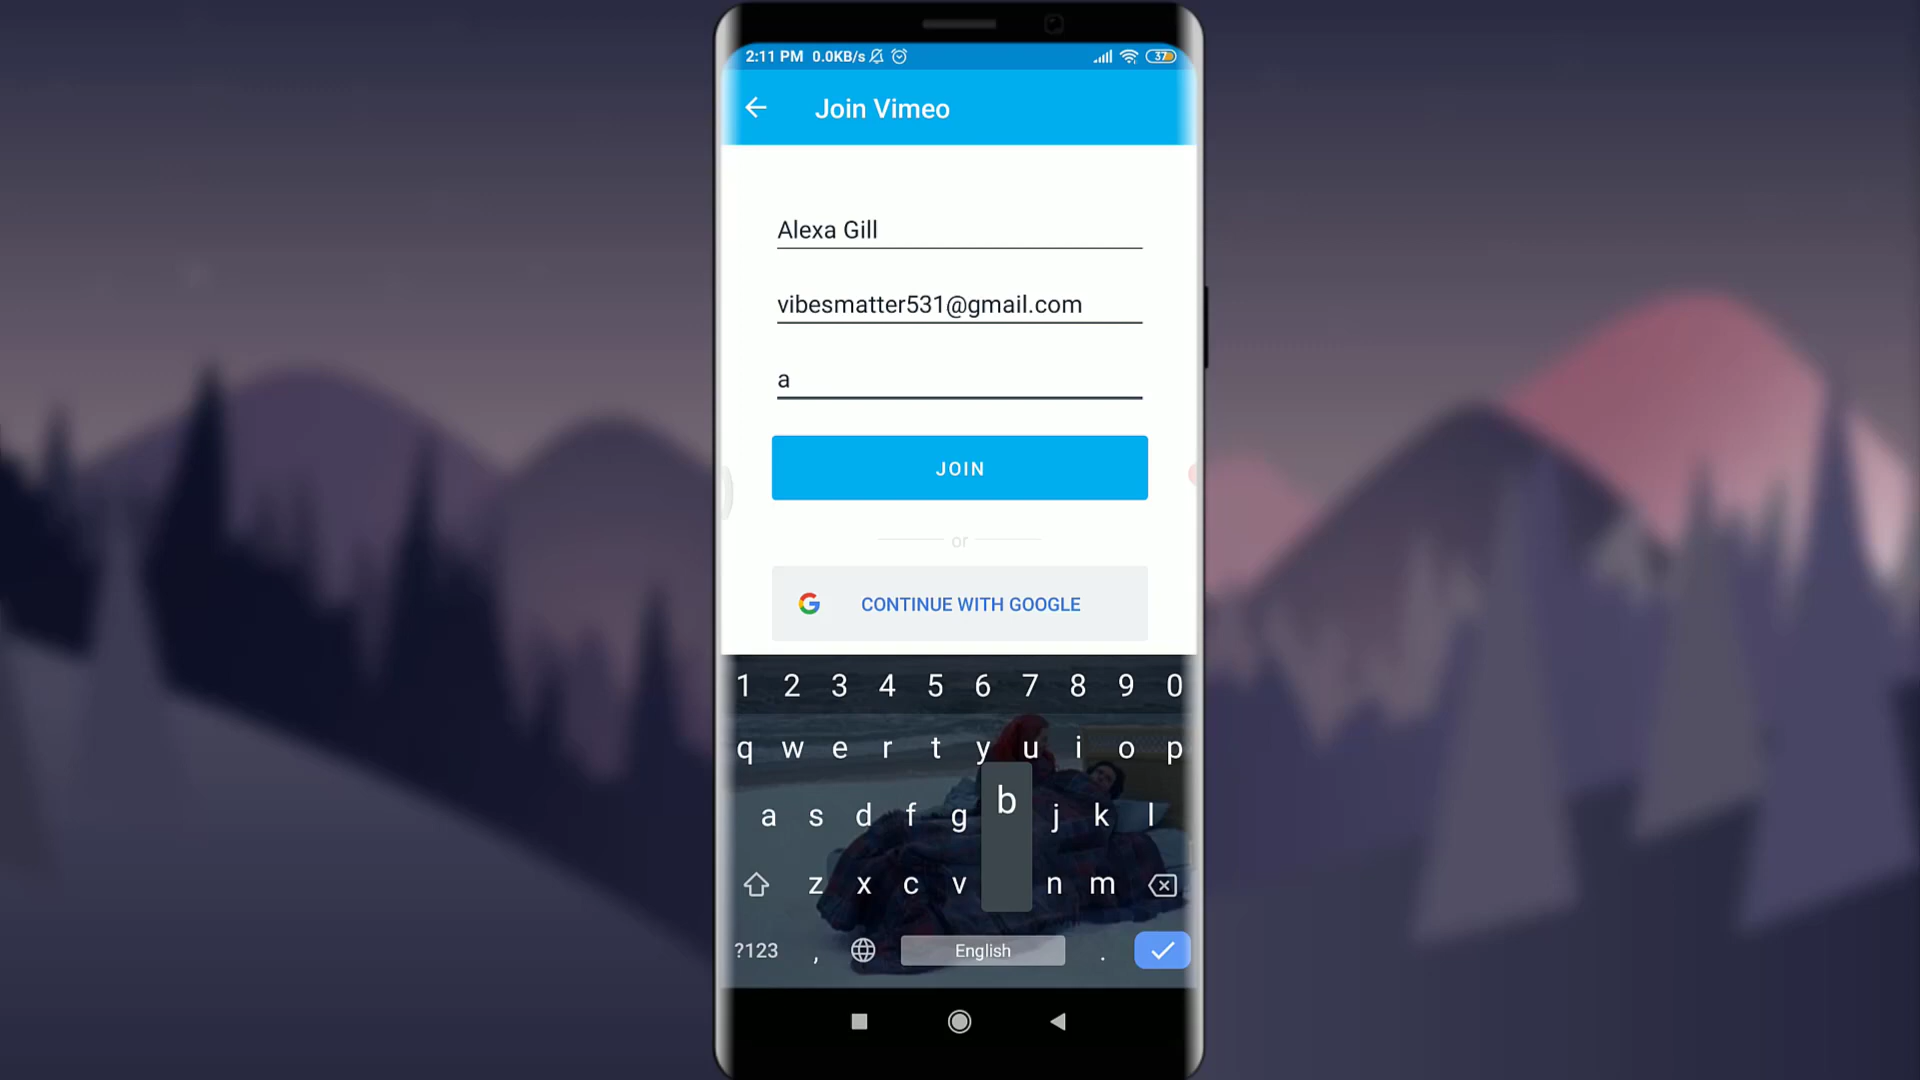 2:11 PM 0.0KB/s 37
Join Vimeo
Alexa Gill
vibesmatter531@gmail.com
a
JOIN
or
CONTINUE WITH GOOGLE
1 2 3 4 5 6 7 8 9 0
q w e r t y u i o p
a s d f g b j k l
z x c v n m
?123 , English .